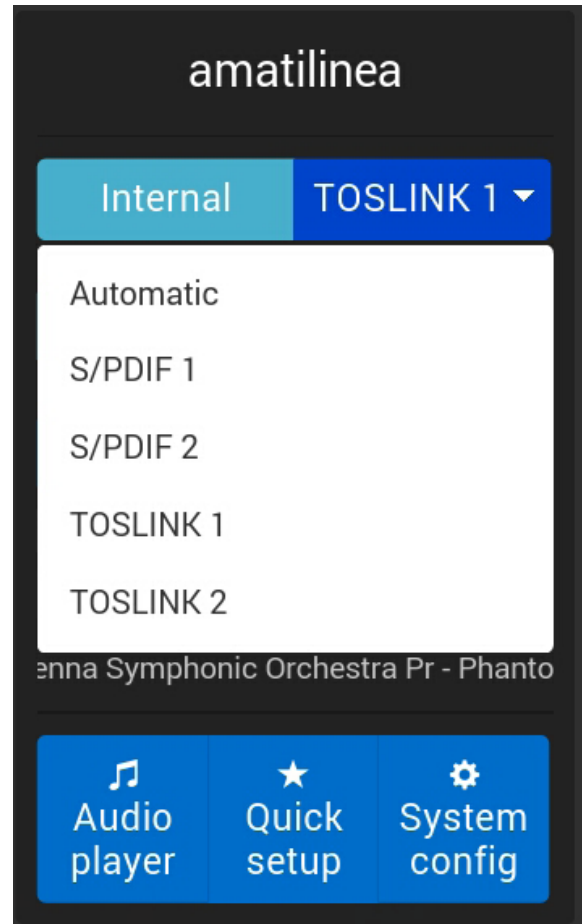 amatilinea
Internal TOSLINK 1
Automatic
S/PDIF 1
S/PDIF 2
TOSLINK 1
TOSLINK 2
Symphonic Orchestra Pr - Phanto
Audio player
Quick setup
System config